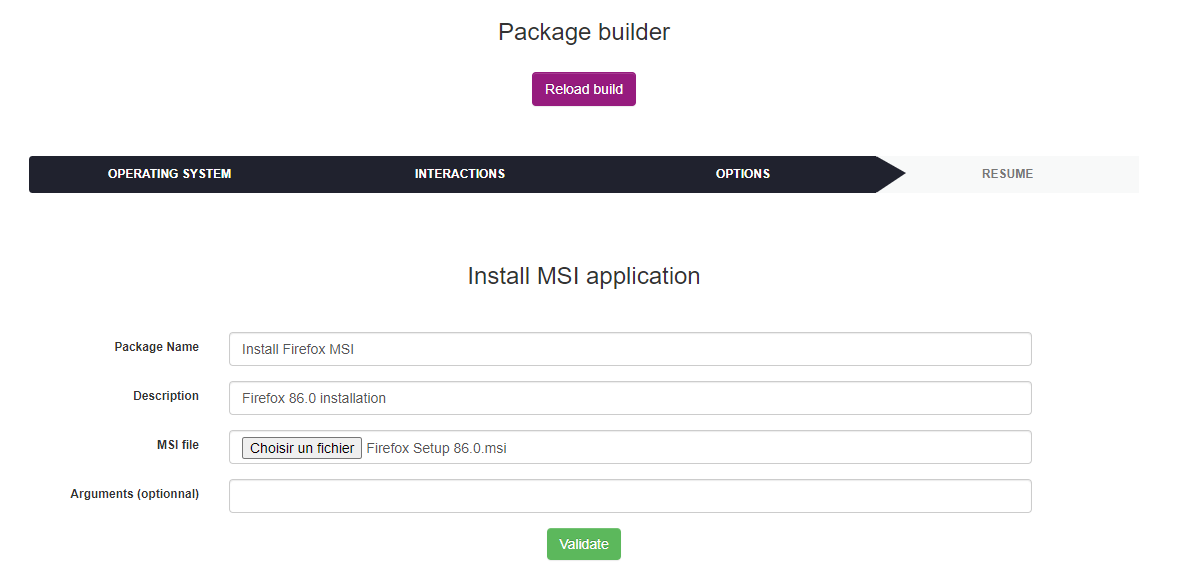 Package builder
Reload build
OPERATING SYSTEM INTERACTIONS OPTIONS RESUME
Install MSI application
Package Name Install Firefox MSI
Description Firefox 86.0 installation
MSI file Choisir un fichier Firefox Setup 86.0.msi
Arguments (optionnal)
Validate